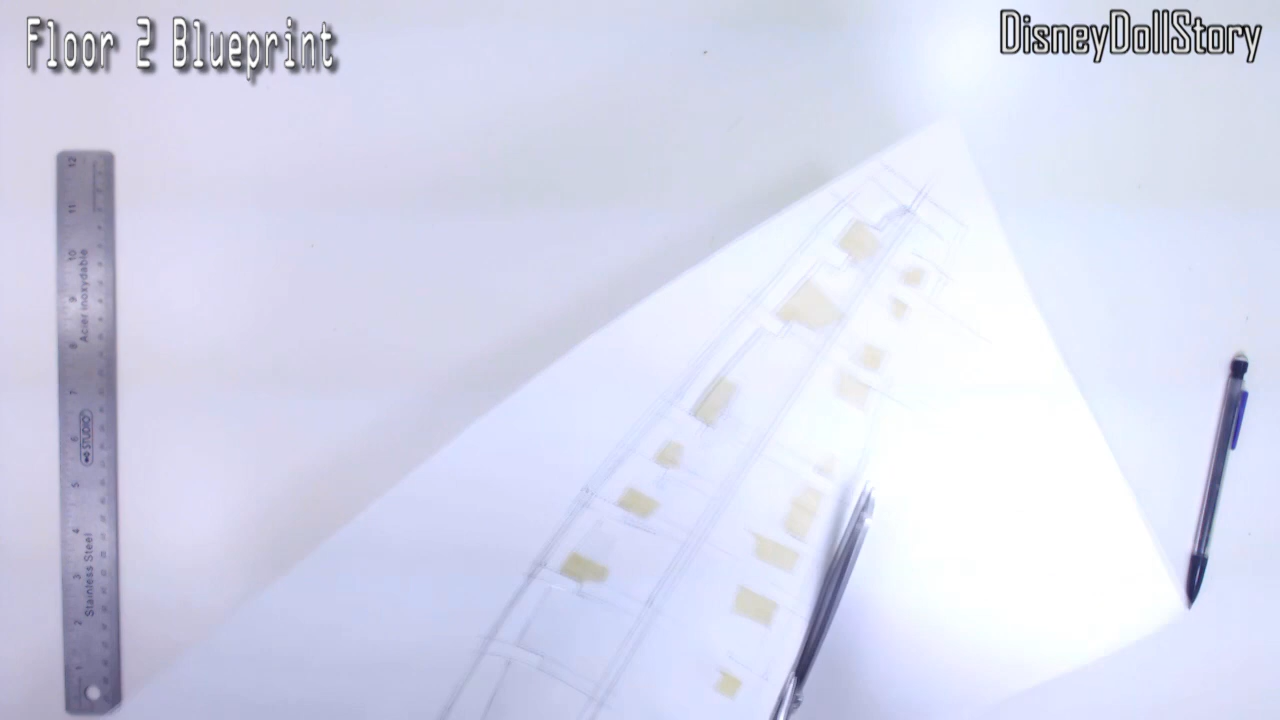 Floor 2 Blueprint
DisneyDollStory
12
11
10
9
8
7
6
5
4
3
2
1
Acier inoxydable
STUDIO
Stainless Steel